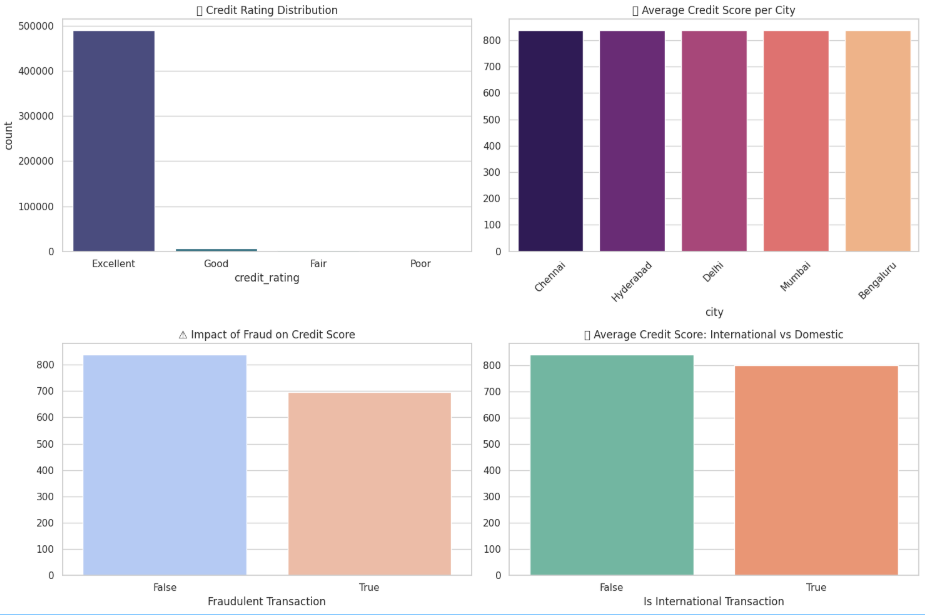 ▯ Credit Rating Distribution
500000
400000
300000
200000
100000
0
count
Excellent Good Fair Poor
credit_rating
▯ Average Credit Score per City
800
700
600
500
400
300
200
100
0
Chennai Hyderabad Delhi Mumbai Bengaluru
city
⚠ Impact of Fraud on Credit Score
800
700
600
500
400
300
200
100
0
False True
Fraudulent Transaction
▯ Average Credit Score: International vs Domestic
800
700
600
500
400
300
200
100
0
False True
Is International Transaction